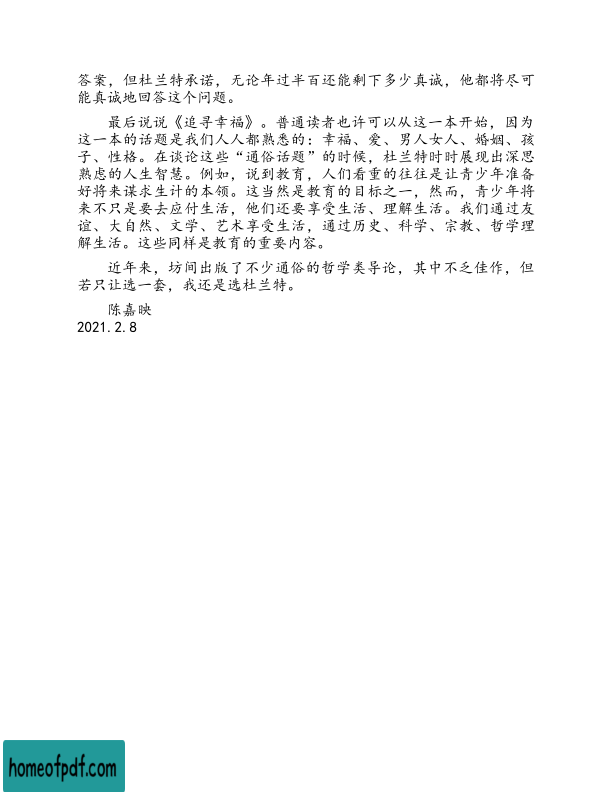 答案，但杜兰特承诺，无论年过半百还能剩下多少真诚，他都将尽可
能真诚地回答这个问题。
最后说说《追寻幸福》。普通读者也许可以从这一本开始，因为
这一本的话题是我们人人都熟悉的：幸福、爱、男人女人、婚姻、孩
子、性格。在谈论这些“通俗话题”的时候，杜兰特时时展现出深思
熟虑的人生智慧。例如，说到教育，人们看重的往往是让青少年准备
好将来谋求生计的本领。这当然是教育的目标之一，然而，青少年将
来不只是要去应付生活，他们还要享受生活、理解生活。我们通过友
谊、大自然、文学、艺术享受生活，通过历史、科学、宗教、哲学理
解生活。这些同样是教育的重要内容。
近年来，坊间出版了不少通俗的哲学类导论，其中不乏佳作，但
若只让选一套，我还是选杜兰特。
陈嘉映
2021.2.8
homeofpdf.com